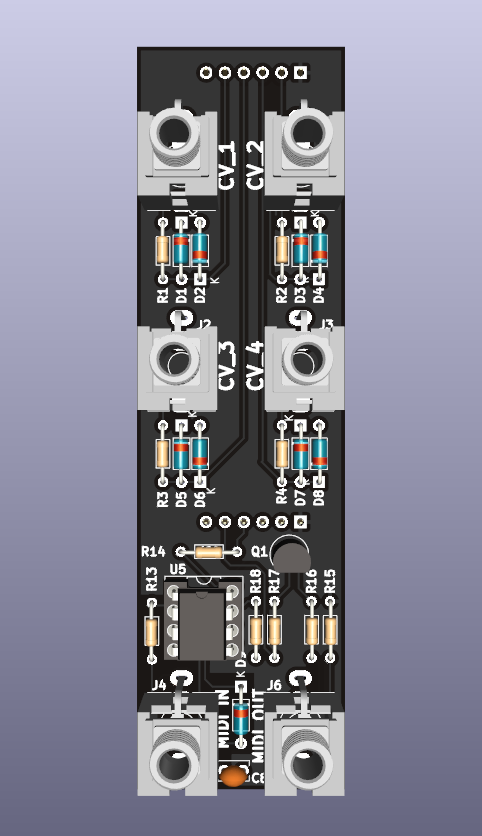 CV_1
CV_2
K
K
R1
D1
D2
K
R2
D3
K
D4
J2
J3
CV_3
CV_4
K
K
R3
D5
D6
K
R4
D7
K
D8
R14
Q1
U5
R13
R18
R17
R16
R15
J4
J6
K
MIDI IN
MIDI OUT